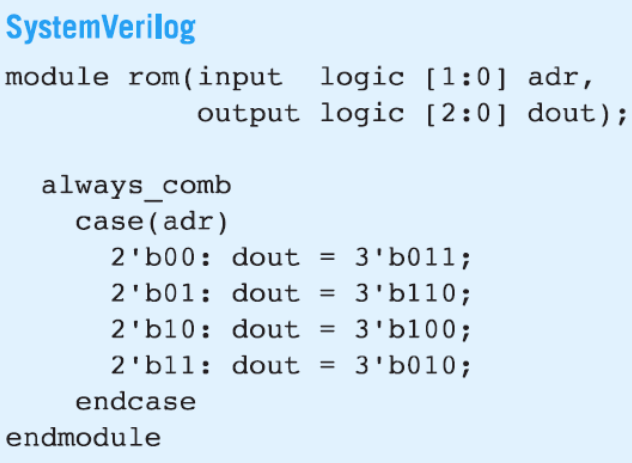 SystemVerilog
module rom(input  logic [1:0] adr,
           output logic [2:0] dout);
  always_comb
    case(adr)
      2'b00: dout = 3'b011;
      2'b01: dout = 3'b110;
      2'b10: dout = 3'b100;
      2'b11: dout = 3'b010;
    endcase
endmodule